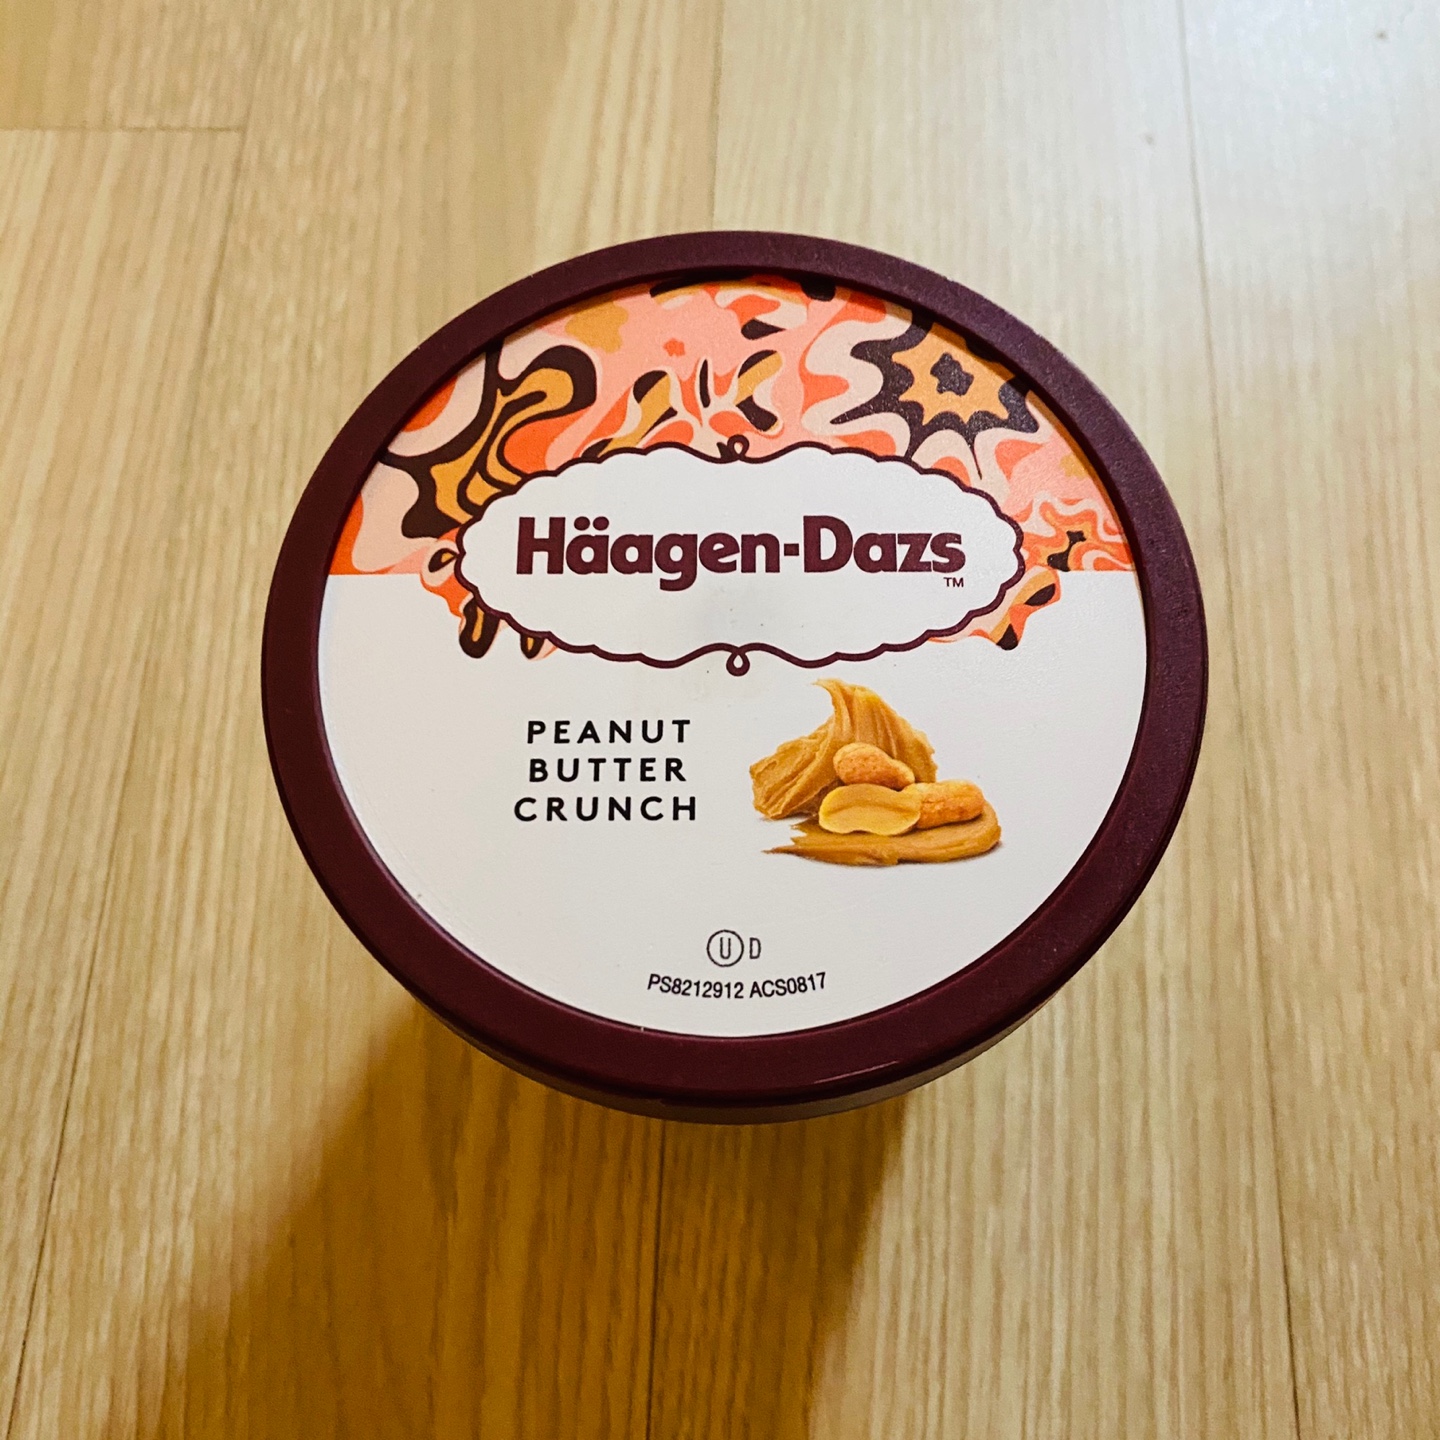 Häagen-Dazs
TM
PEANUT
BUTTER
CRUNCH
U D
PS8212912 ACS0817